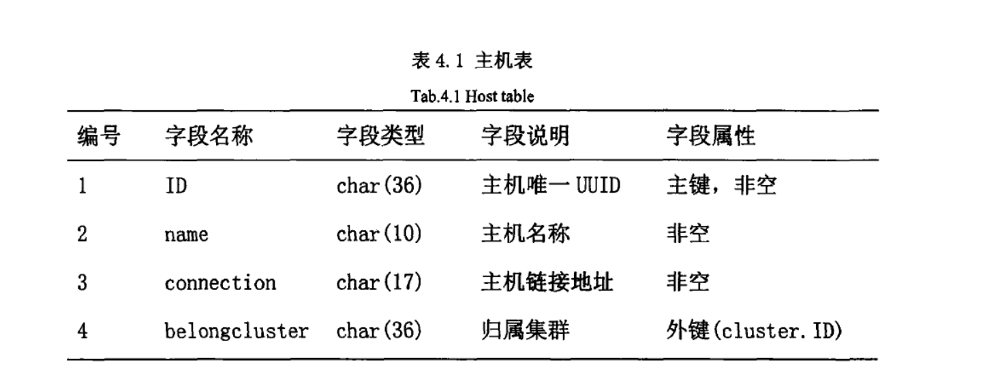 表 4.1 主机表
Tab.4.1 Host table
编号 字段名称 字段类型 字段说明 字段属性
1 ID char(36) 主机唯一 UUID 主键，非空
2 name char(10) 主机名称 非空
3 connection char(17) 主机链接地址 非空
4 belongcluster char(36) 归属集群 外键(cluster.ID)